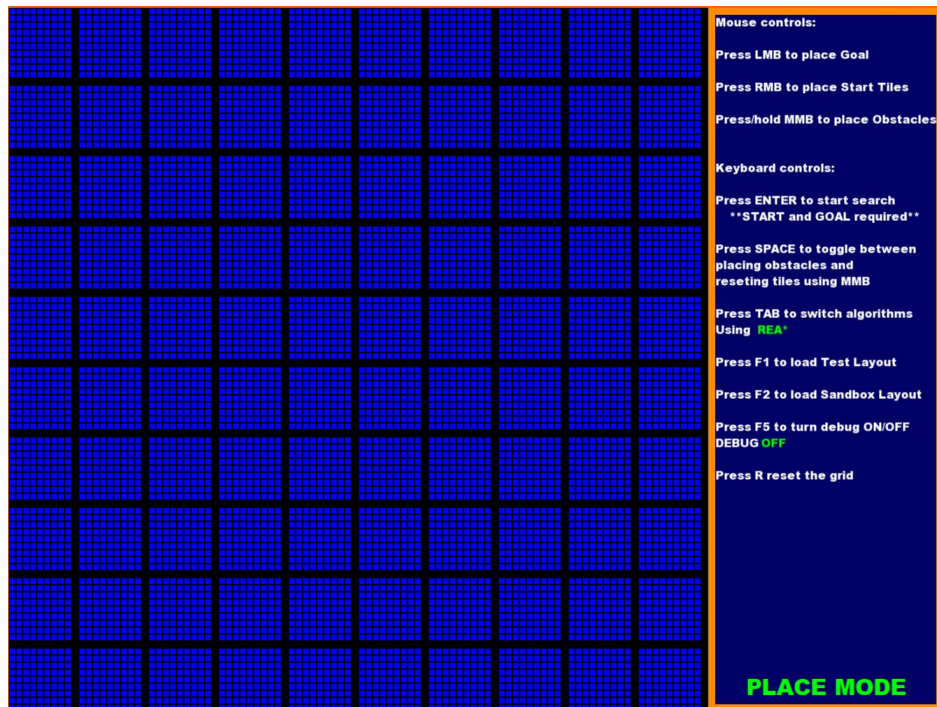 Mouse controls:
Press LMB to place Goal
Press RMB to place Start Tiles
Press/hold MMB to place Obstacles
Keyboard controls:
Press ENTER to start search
**START and GOAL required**
Press SPACE to toggle between
placing obstacles and
reseting tiles using MMB
Press TAB to switch algorithms
Using REA*
Press F1 to load Test Layout
Press F2 to load Sandbox Layout
Press F5 to turn debug ON/OFF
DEBUG OFF
Press R reset the grid
PLACE MODE